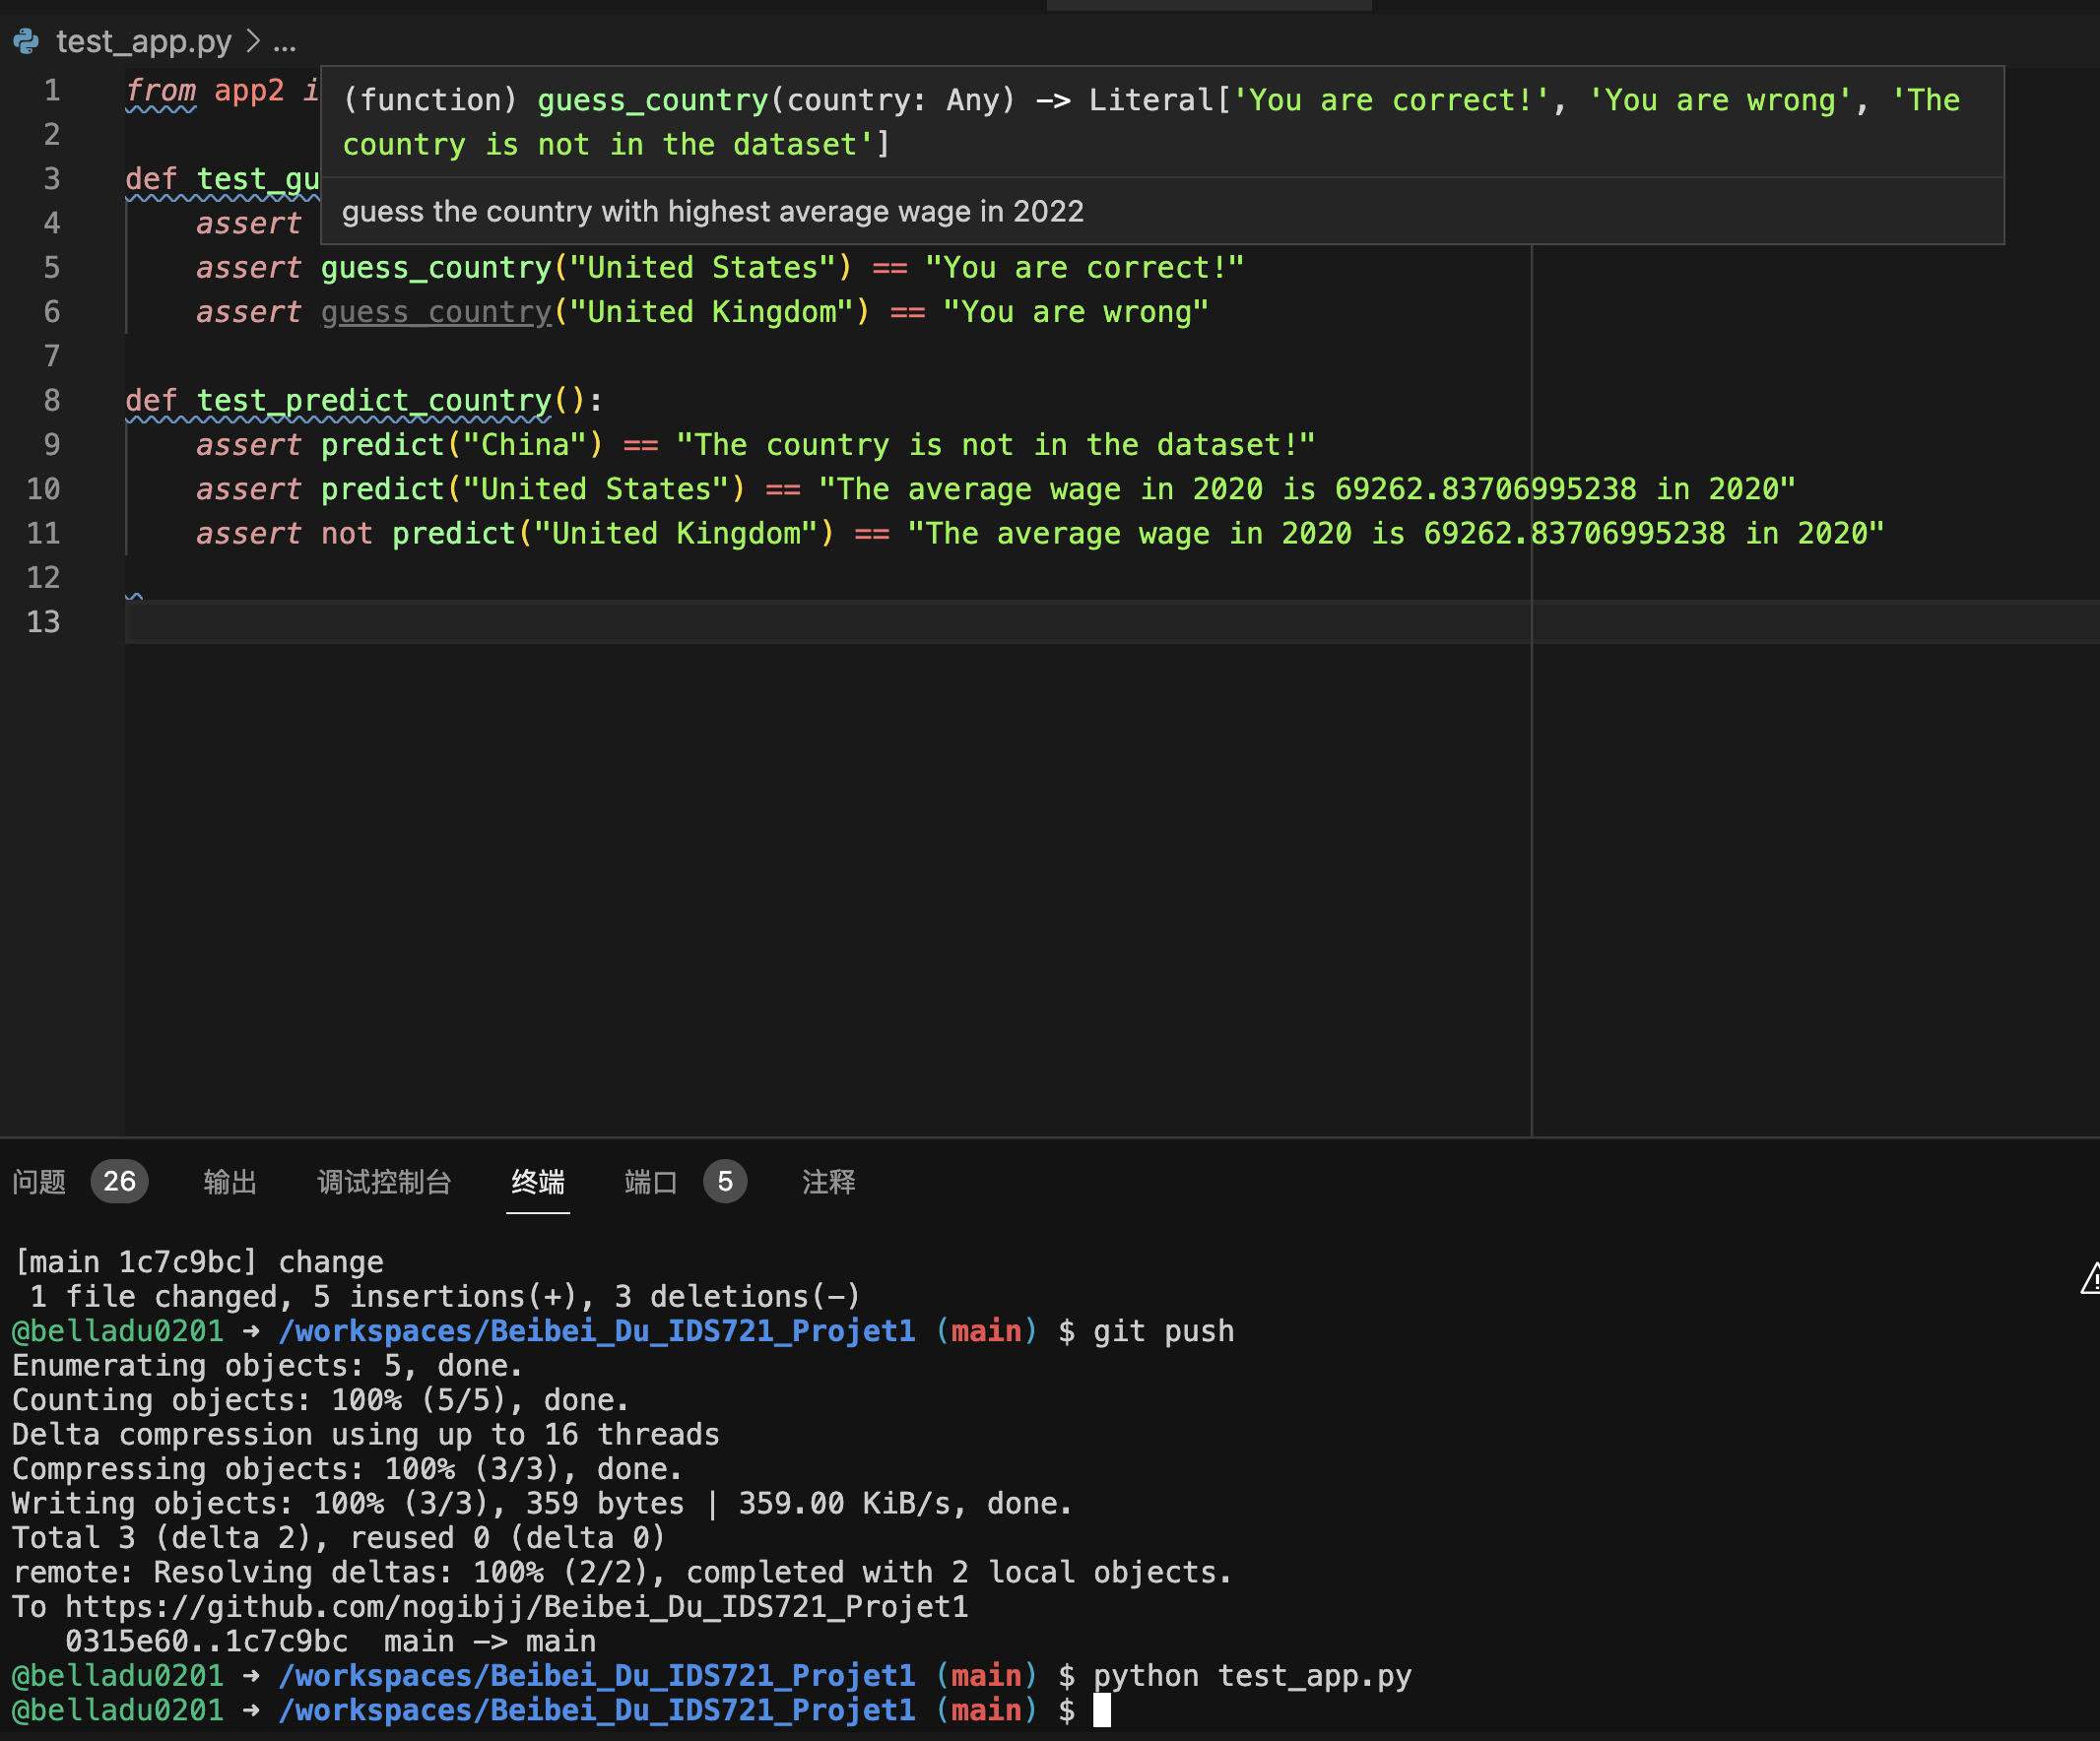 test_app.py > ...
1 from app2 i
(function) guess_country(country: Any) -> Literal['You are correct!', 'You are wrong', 'The
country is not in the dataset']
guess the country with highest average wage in 2022
2
3 def test_gu
4 assert
5 assert guess_country("United States") == "You are correct!"
6 assert guess_country("United Kingdom") == "You are wrong"
7
8 def test_predict_country():
9 assert predict("China") == "The country is not in the dataset!"
10 assert predict("United States") == "The average wage in 2020 is 69262.83706995238 in 2020"
11 assert not predict("United Kingdom") == "The average wage in 2020 is 69262.83706995238 in 2020"
12
13
问题 26 输出 调试控制台 终端 端口 5 注释
[main 1c7c9bc] change
1 file changed, 5 insertions(+), 3 deletions(-)
@belladu0201 → /workspaces/Beibei_Du_IDS721_Projet1 (main) $ git push
Enumerating objects: 5, done.
Counting objects: 100% (5/5), done.
Delta compression using up to 16 threads
Compressing objects: 100% (3/3), done.
Writing objects: 100% (3/3), 359 bytes | 359.00 KiB/s, done.
Total 3 (delta 2), reused 0 (delta 0)
remote: Resolving deltas: 100% (2/2), completed with 2 local objects.
To https://github.com/nogibjj/Beibei_Du_IDS721_Projet1
0315e60..1c7c9bc  main -> main
@belladu0201 → /workspaces/Beibei_Du_IDS721_Projet1 (main) $ python test_app.py
@belladu0201 → /workspaces/Beibei_Du_IDS721_Projet1 (main) $